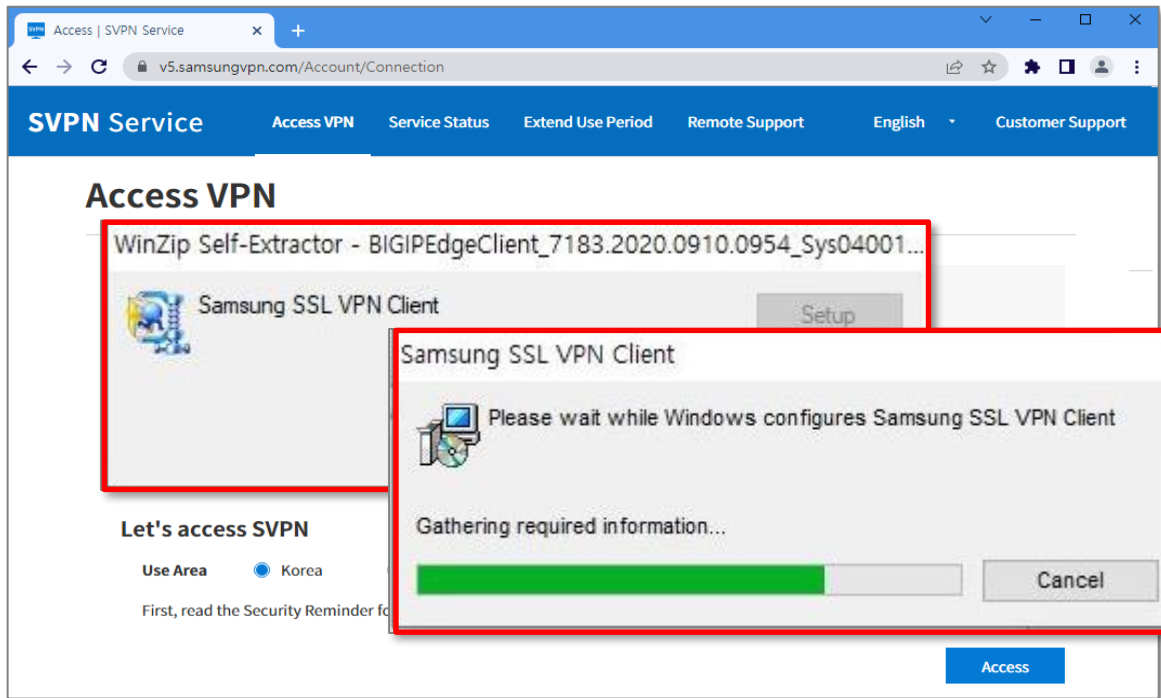 SVPN
Access | SVPN Service
v5.samsungvpn.com/Account/Connection
SVPN Service
Access VPN
Service Status
Extend Use Period
Remote Support
English
Customer Support
Access VPN
WinZip Self-Extractor - BIGIPEdgeClient_7183.2020.0910.0954_Sys04001...
Samsung SSL VPN Client
Setup
Samsung SSL VPN Client
Please wait while Windows configures Samsung SSL VPN Client
Gathering required information...
Cancel
Let's access SVPN
Use Area
Korea
First, read the Security Reminder fo
Access